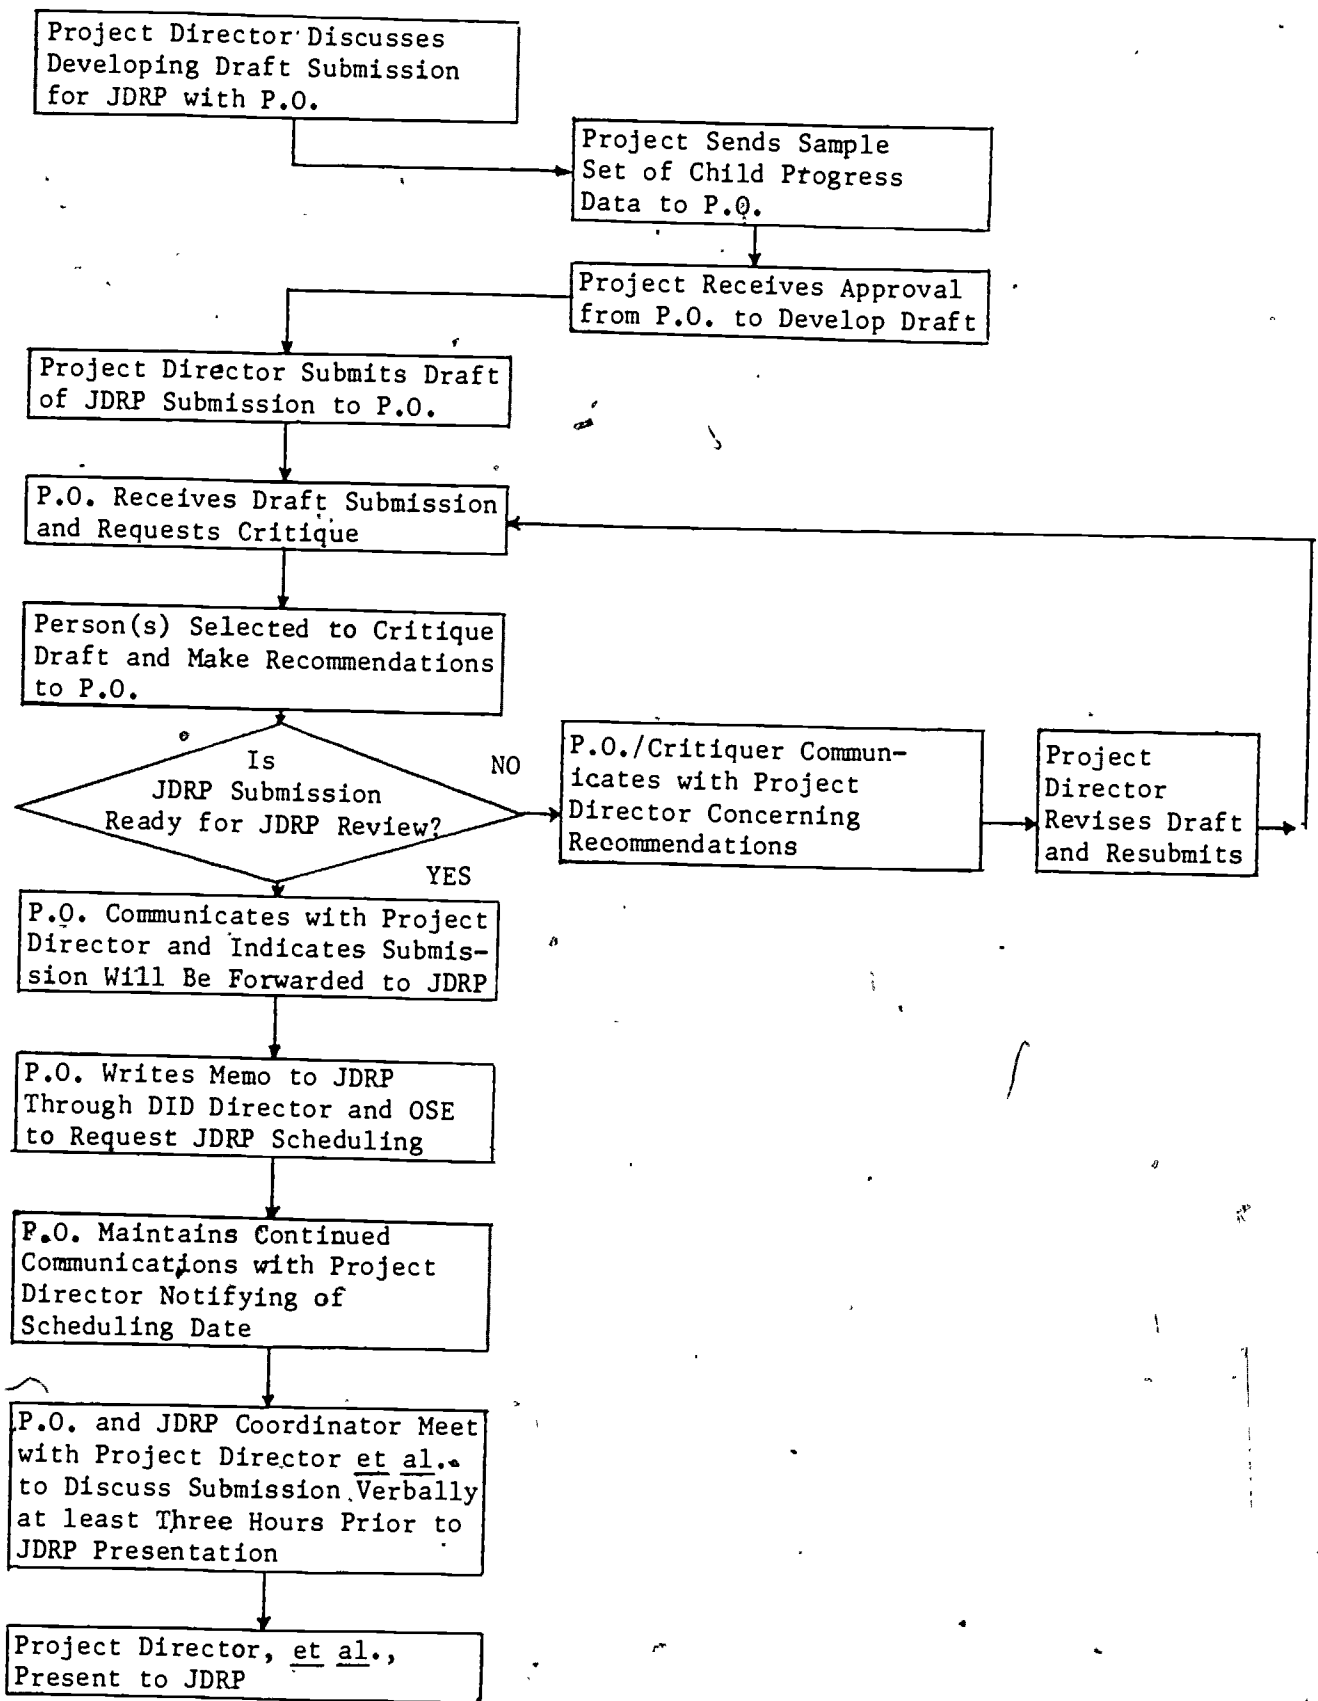 Project Director Discusses
Developing Draft Submission
for JDRP with P.O.
Project Sends Sample
Set of Child Progress
Data to P.O.
Project Receives Approval
from P.O. to Develop Draft
Project Director Submits Draft
of JDRP Submission to P.O.
P.O. Receives Draft Submission
and Requests Critique
Person(s) Selected to Critique
Draft and Make Recommendations
to P.O.
Is
JDRP Submission
Ready for JDRP Review?
NO
P.O./Critiquer Commun-
icates with Project
Director Concerning
Recommendations
Project
Director
Revises Draft
and Resubmits
YES
P.O. Communicates with Project
Director and Indicates Submis-
sion Will Be Forwarded to JDRP
P.O. Writes Memo to JDRP
Through DID Director and OSE
to Request JDRP Scheduling
P.O. Maintains Continued
Communications with Project
Director Notifying of
Scheduling Date
P.O. and JDRP Coordinator Meet
with Project Director et al.
to Discuss Submission Verbally
at least Three Hours Prior to
JDRP Presentation
Project Director, et al.,
Present to JDRP